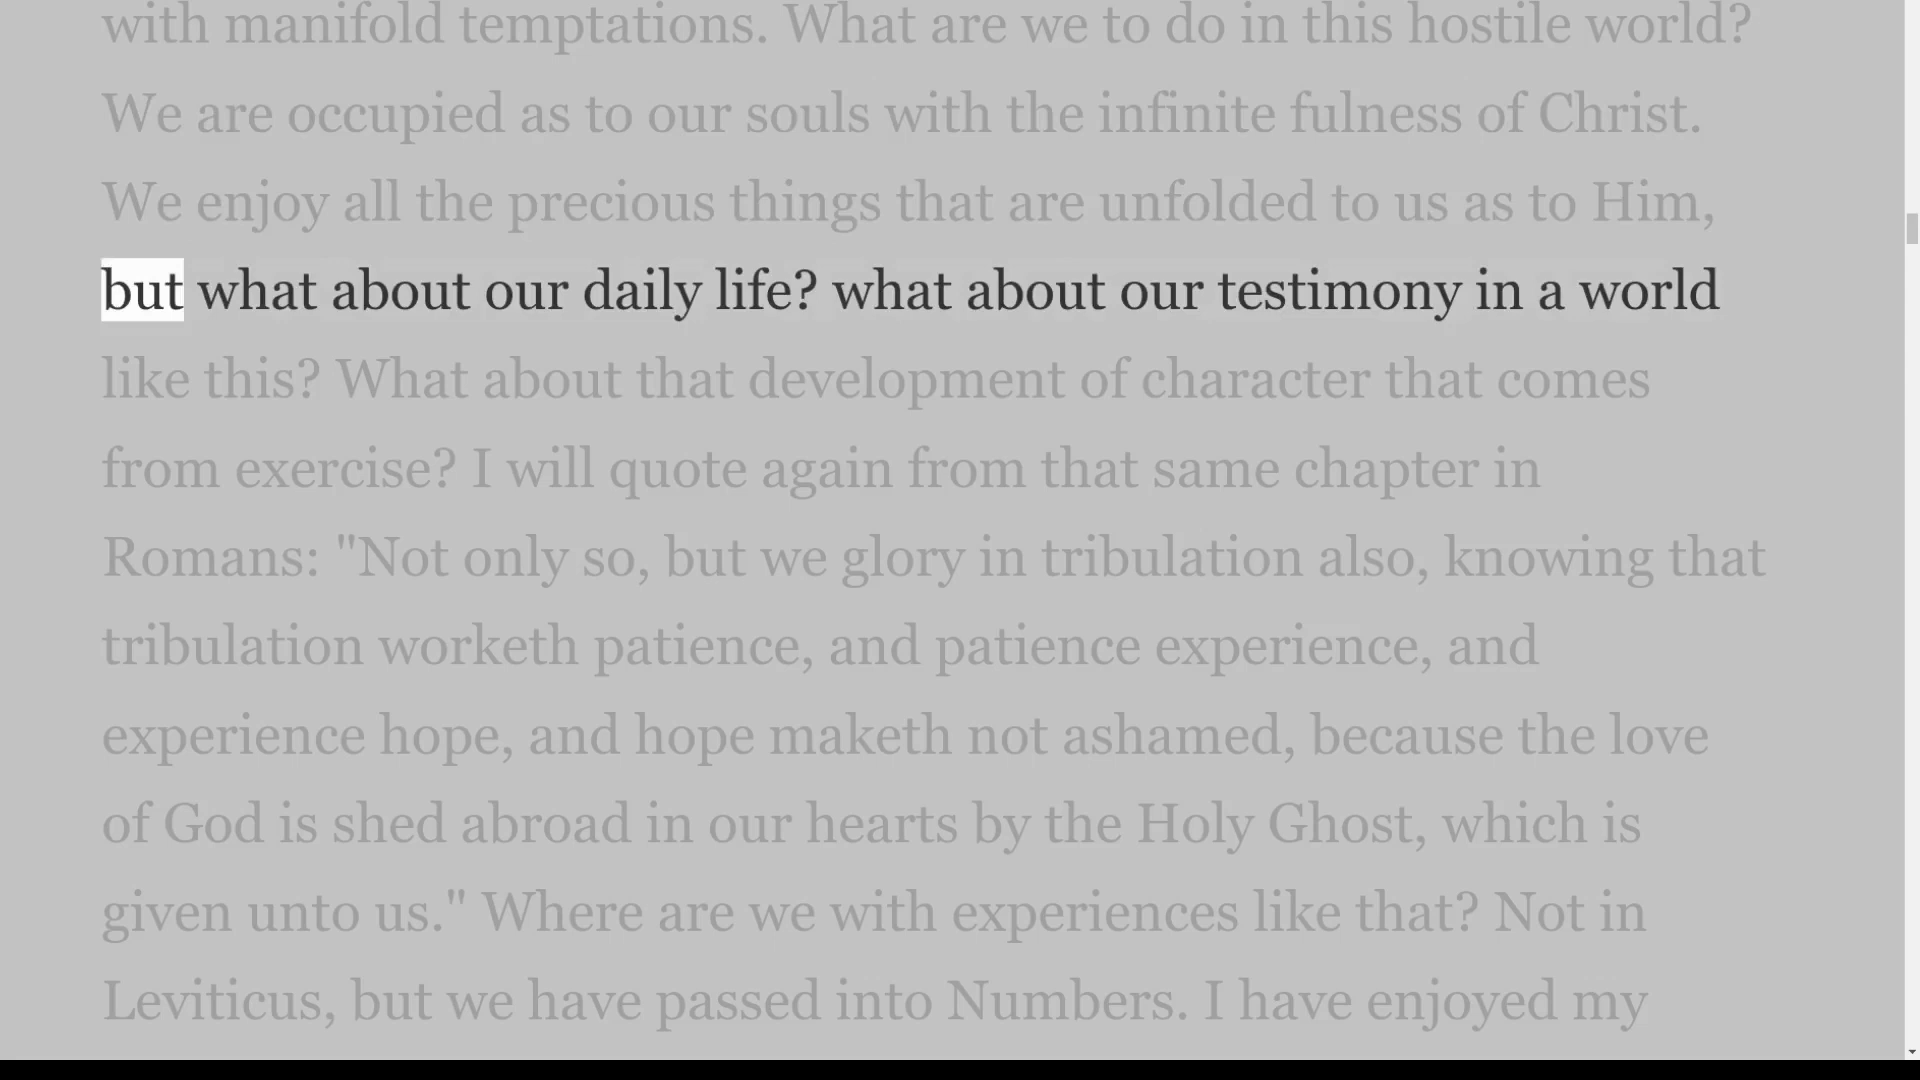 with manifold temptations. What are we to do in this hostile world?
We are occupied as to our souls with the infinite fulness of Christ.
We enjoy all the precious things that are unfolded to us as to Him,
but what about our daily life? what about our testimony in a world
like this? What about that development of character that comes
from exercise? I will quote again from that same chapter in
Romans: "Not only so, but we glory in tribulation also, knowing that
tribulation worketh patience, and patience experience, and
experience hope, and hope maketh not ashamed, because the love
of God is shed abroad in our hearts by the Holy Ghost, which is
given unto us." Where are we with experiences like that? Not in
Leviticus, but we have passed into Numbers. I have enjoyed my